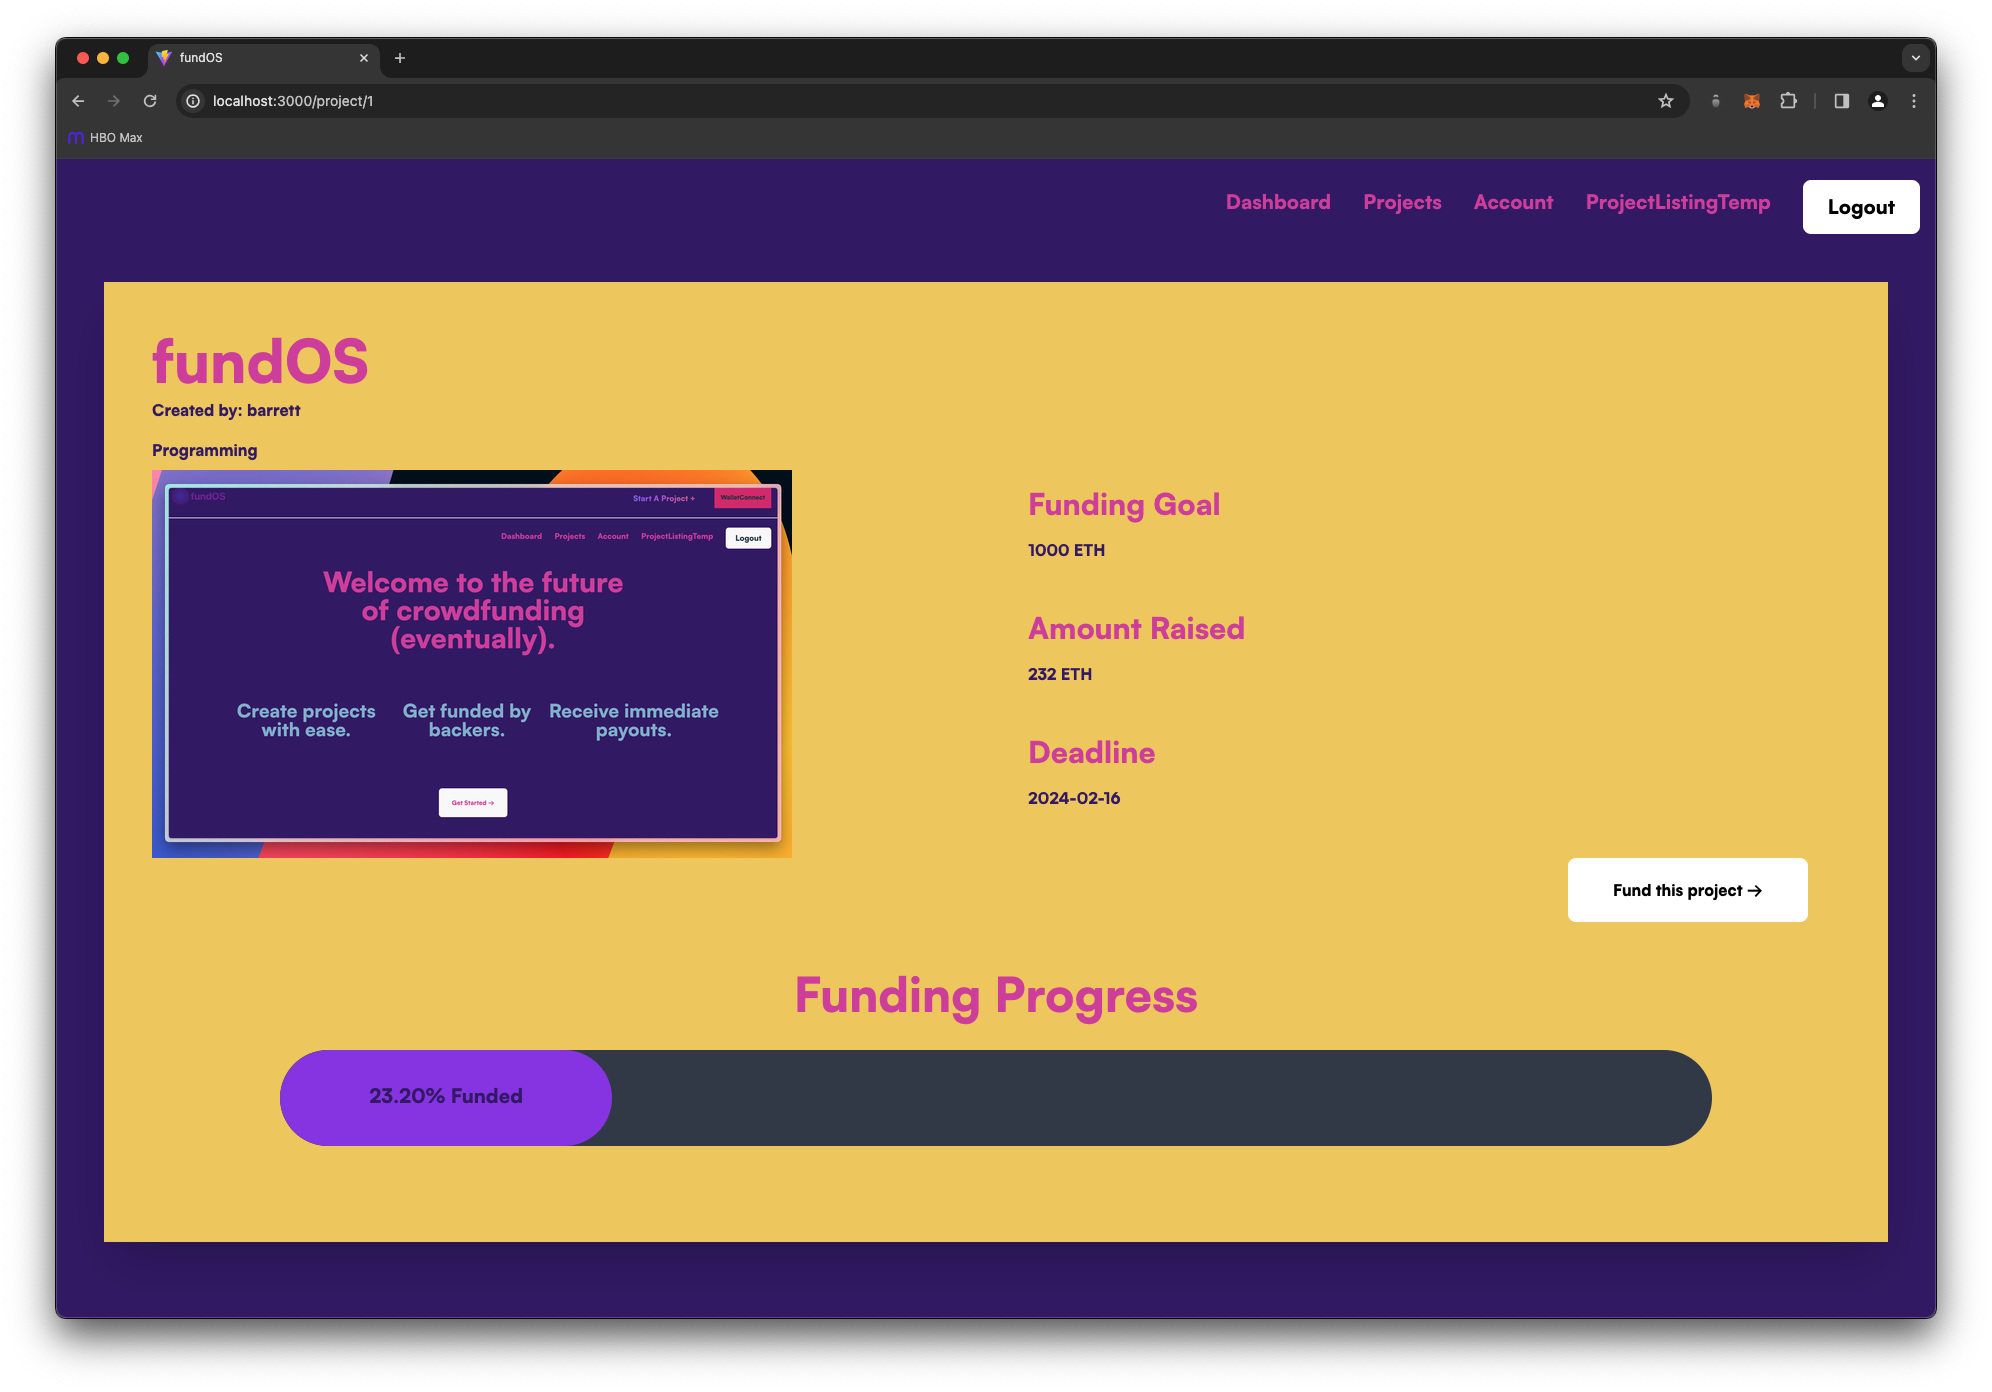 fundOS
localhost:3000/project/1
HBO Max
Dashboard Projects Account ProjectListingTemp Logout
fundOS
Created by: barrett
Programming
fundOS Start A Project + WalletConnect
Dashboard Projects Account ProjectListingTemp Logout
Welcome to the future
of crowdfunding
(eventually).
Create projects
with ease.
Get funded by
backers.
Receive immediate
payouts.
Get Started →
Funding Goal
1000 ETH
Amount Raised
232 ETH
Deadline
2024-02-16
Fund this project →
Funding Progress
23.20% Funded